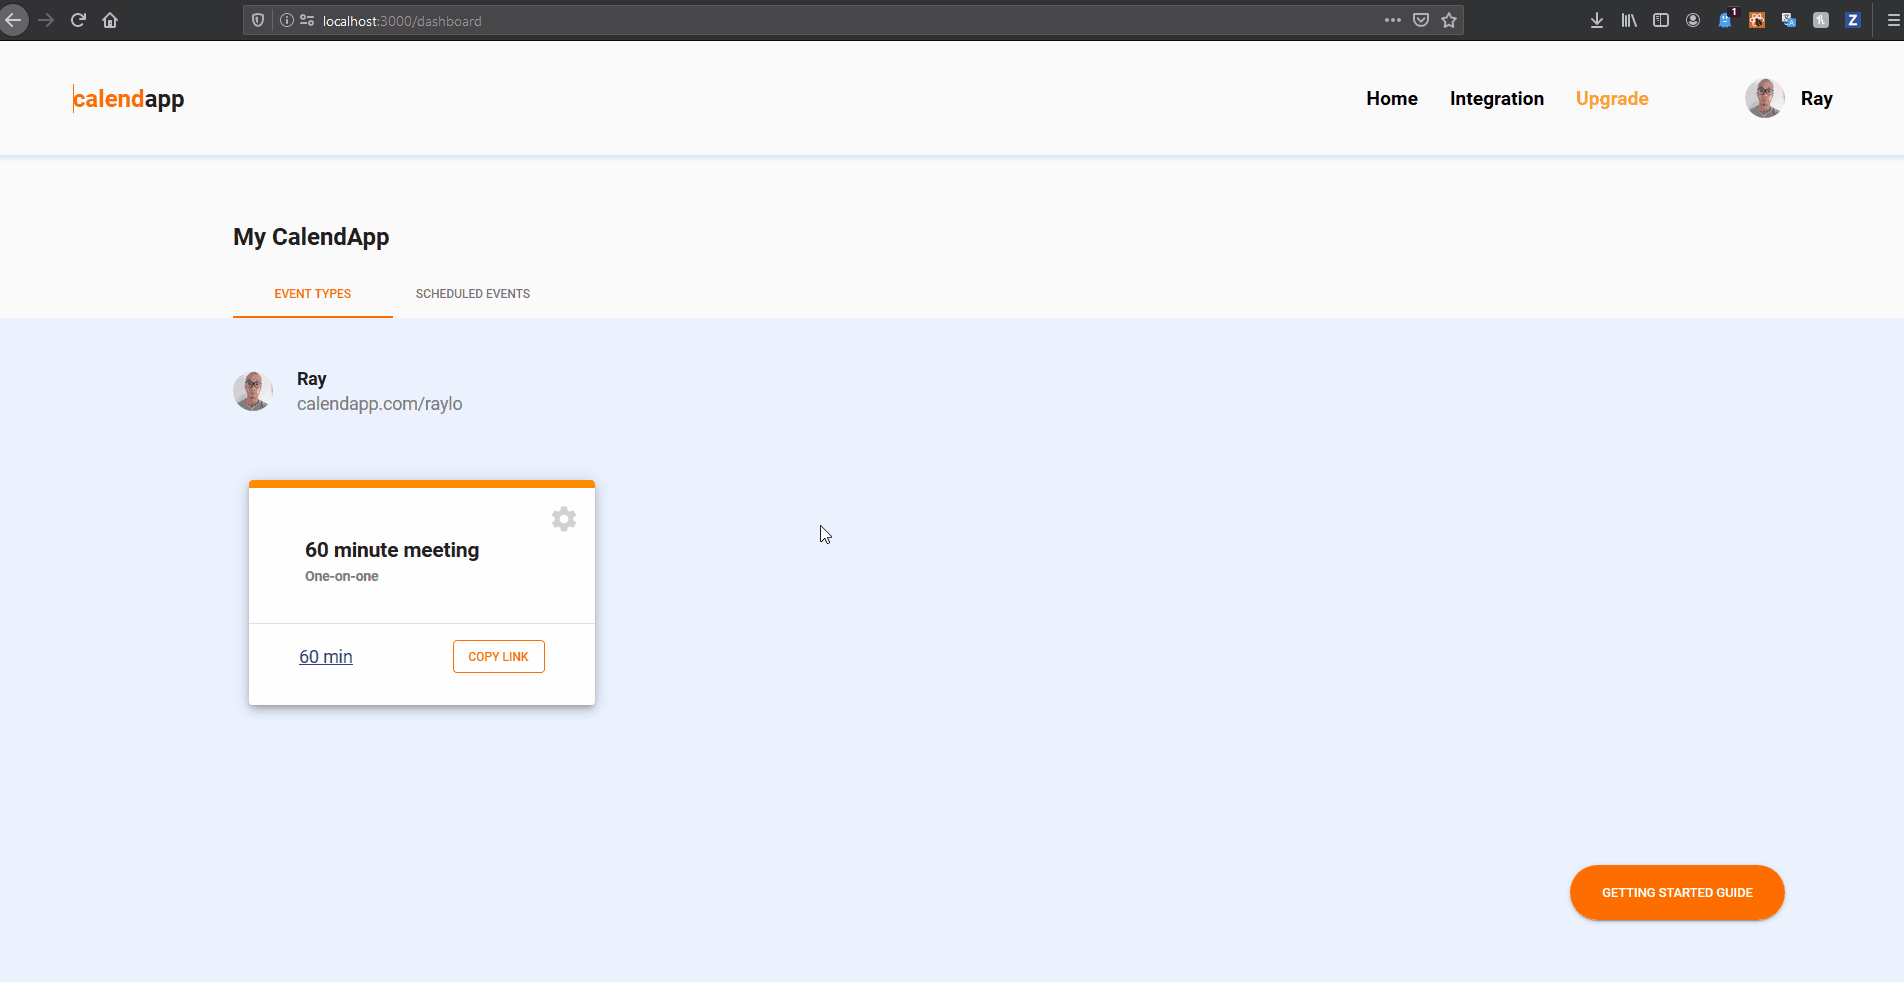 localhost:3000/dashboard
1
Z
calendapp
Home Integration Upgrade Ray
My CalendApp
EVENT TYPES SCHEDULED EVENTS
Ray
calendapp.com/raylo
60 minute meeting
One-on-one
60 min COPY LINK
GETTING STARTED GUIDE